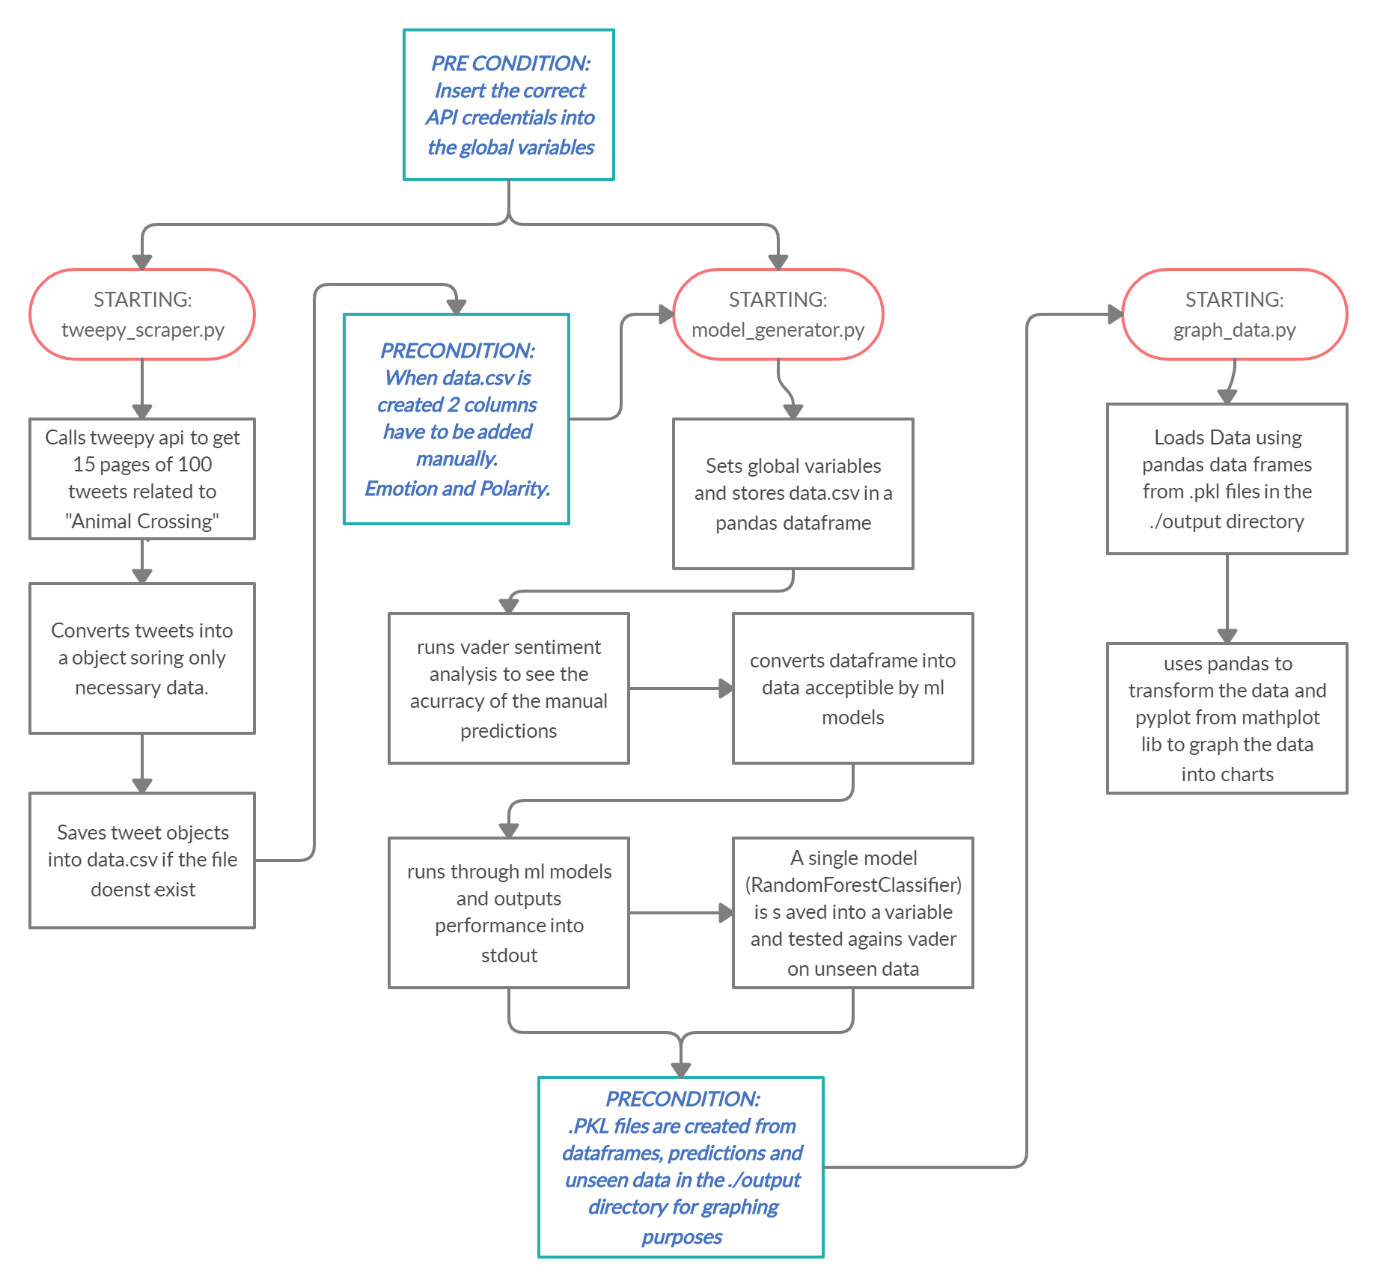 PRE CONDITION:
Insert the correct
API credentials into
the global variables
STARTING:
tweepy_scraper.py
Calls tweepy api to get
15 pages of 100
tweets related to
"Animal Crossing"
Converts tweets into
a object soring only
necessary data.
Saves tweet objects
into data.csv if the file
doenst exist
PRECONDITION:
When data.csv is
created 2 columns
have to be added
manually.
Emotion and Polarity.
STARTING:
model_generator.py
Sets global variables
and stores data.csv in a
pandas dataframe
runs vader sentiment
analysis to see the
acurracy of the manual
predictions
converts dataframe into
data acceptible by ml
models
runs through ml models
and outputs
performance into
stdout
A single model
(RandomForestClassifier)
is s aved into a variable
and tested agains vader
on unseen data
PRECONDITION:
.PKL files are created from
dataframes, predictions and
unseen data in the ./output
directory for graphing
purposes
STARTING:
graph_data.py
Loads Data using
pandas data frames
from .pkl files in the
./output directory
uses pandas to
transform the data and
pyplot from mathplot
lib to graph the data
into charts